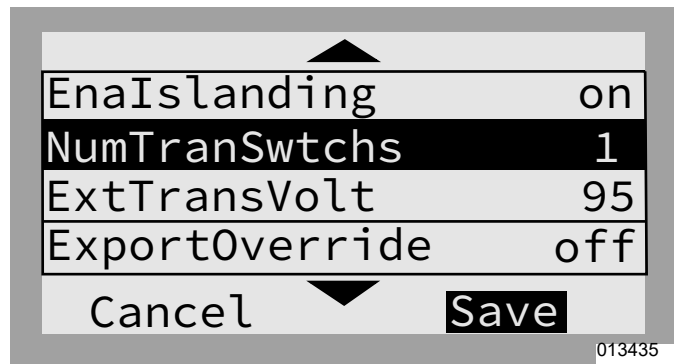 EnaIslanding on
NumTranSwtchs 1
ExtTransVolt 95
ExportOverride off
Cancel Save
013435